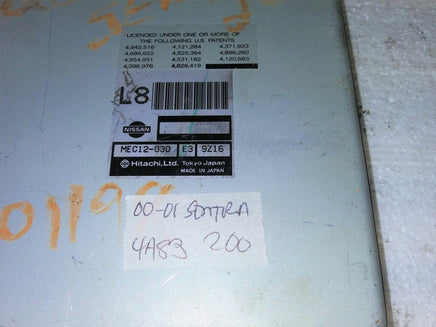 LICENCED UNDER ONE OR MORE OF
THE FOLLOWING U.S. PATENTS
4,942,516 4,121,284 4,371,923
4,686,622 4,825,364 4,896,260
4,954,951 4,531,182 4,120,583
4,396,976 4,829,419
L8
NISSAN
MEC12-030 E3 9Z16
Hitachi, Ltd. Tokyo Japan
MADE IN JAPAN
00-01 SENTRA
4A83 200